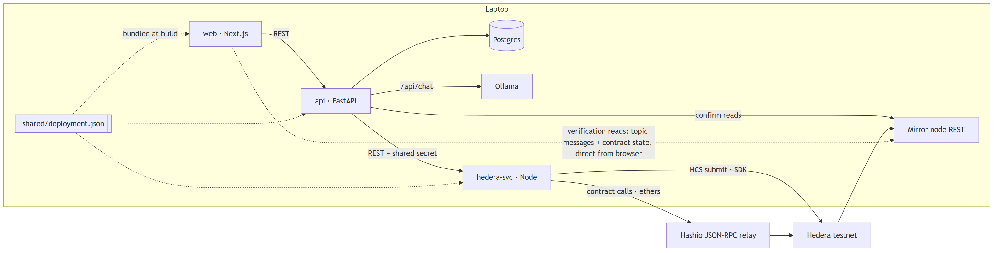 Laptop
bundled at build
web · Next.js
REST
Postgres
/api/chat
Ollama
api · FastAPI
confirm reads
shared/deployment.json
Mirror node REST
verification reads: topic
messages + contract state,
direct from browser
REST + shared secret
hedera-svc · Node
HCS submit · SDK
contract calls · ethers
Hashio JSON-RPC relay
Hedera testnet